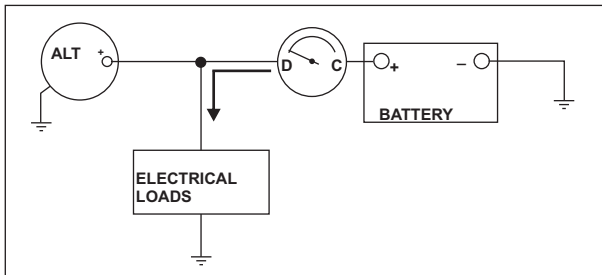 ALT +
D C
+ −
BATTERY
ELECTRICAL
LOADS